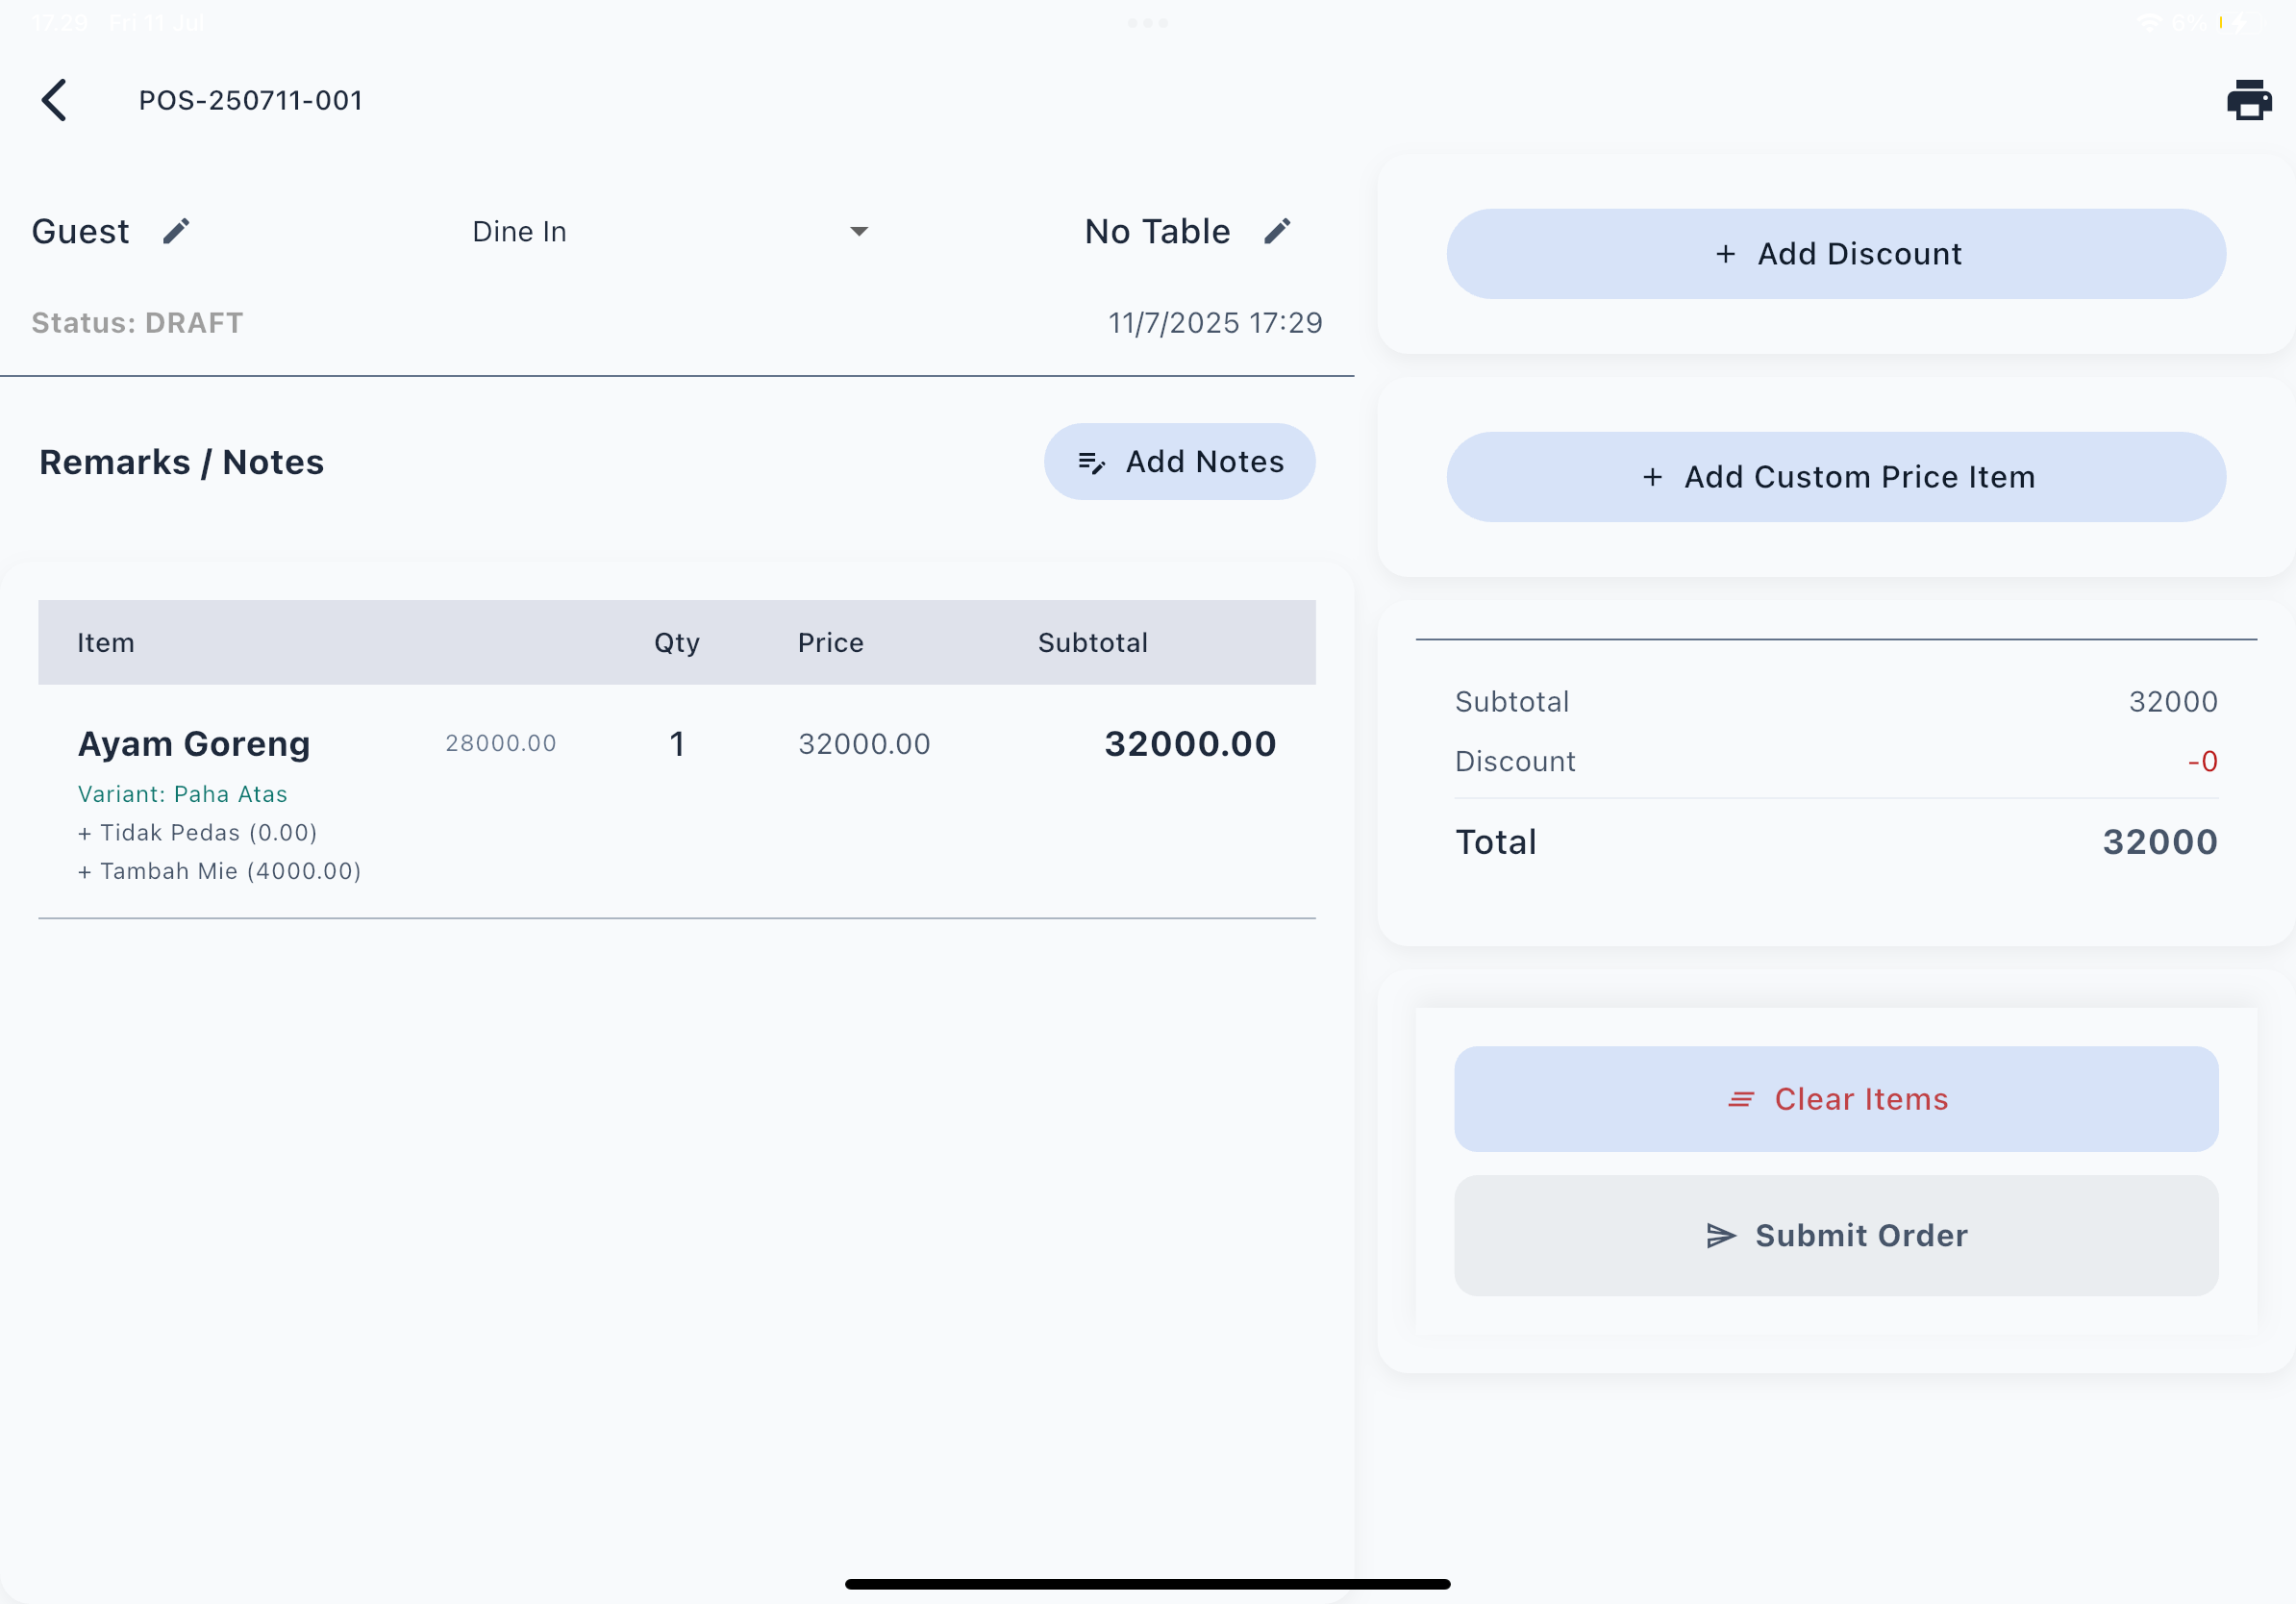 17.29 Fri 11 Jul
6%
POS-250711-001
Guest
Dine In
No Table
Status: DRAFT
11/7/2025 17:29
Remarks / Notes
Add Notes
Item Qty Price Subtotal
Ayam Goreng 28000.00 1 32000.00 32000.00
Variant: Paha Atas
+ Tidak Pedas (0.00)
+ Tambah Mie (4000.00)
+ Add Discount
+ Add Custom Price Item
Subtotal 32000
Discount -0
Total 32000
Clear Items
Submit Order